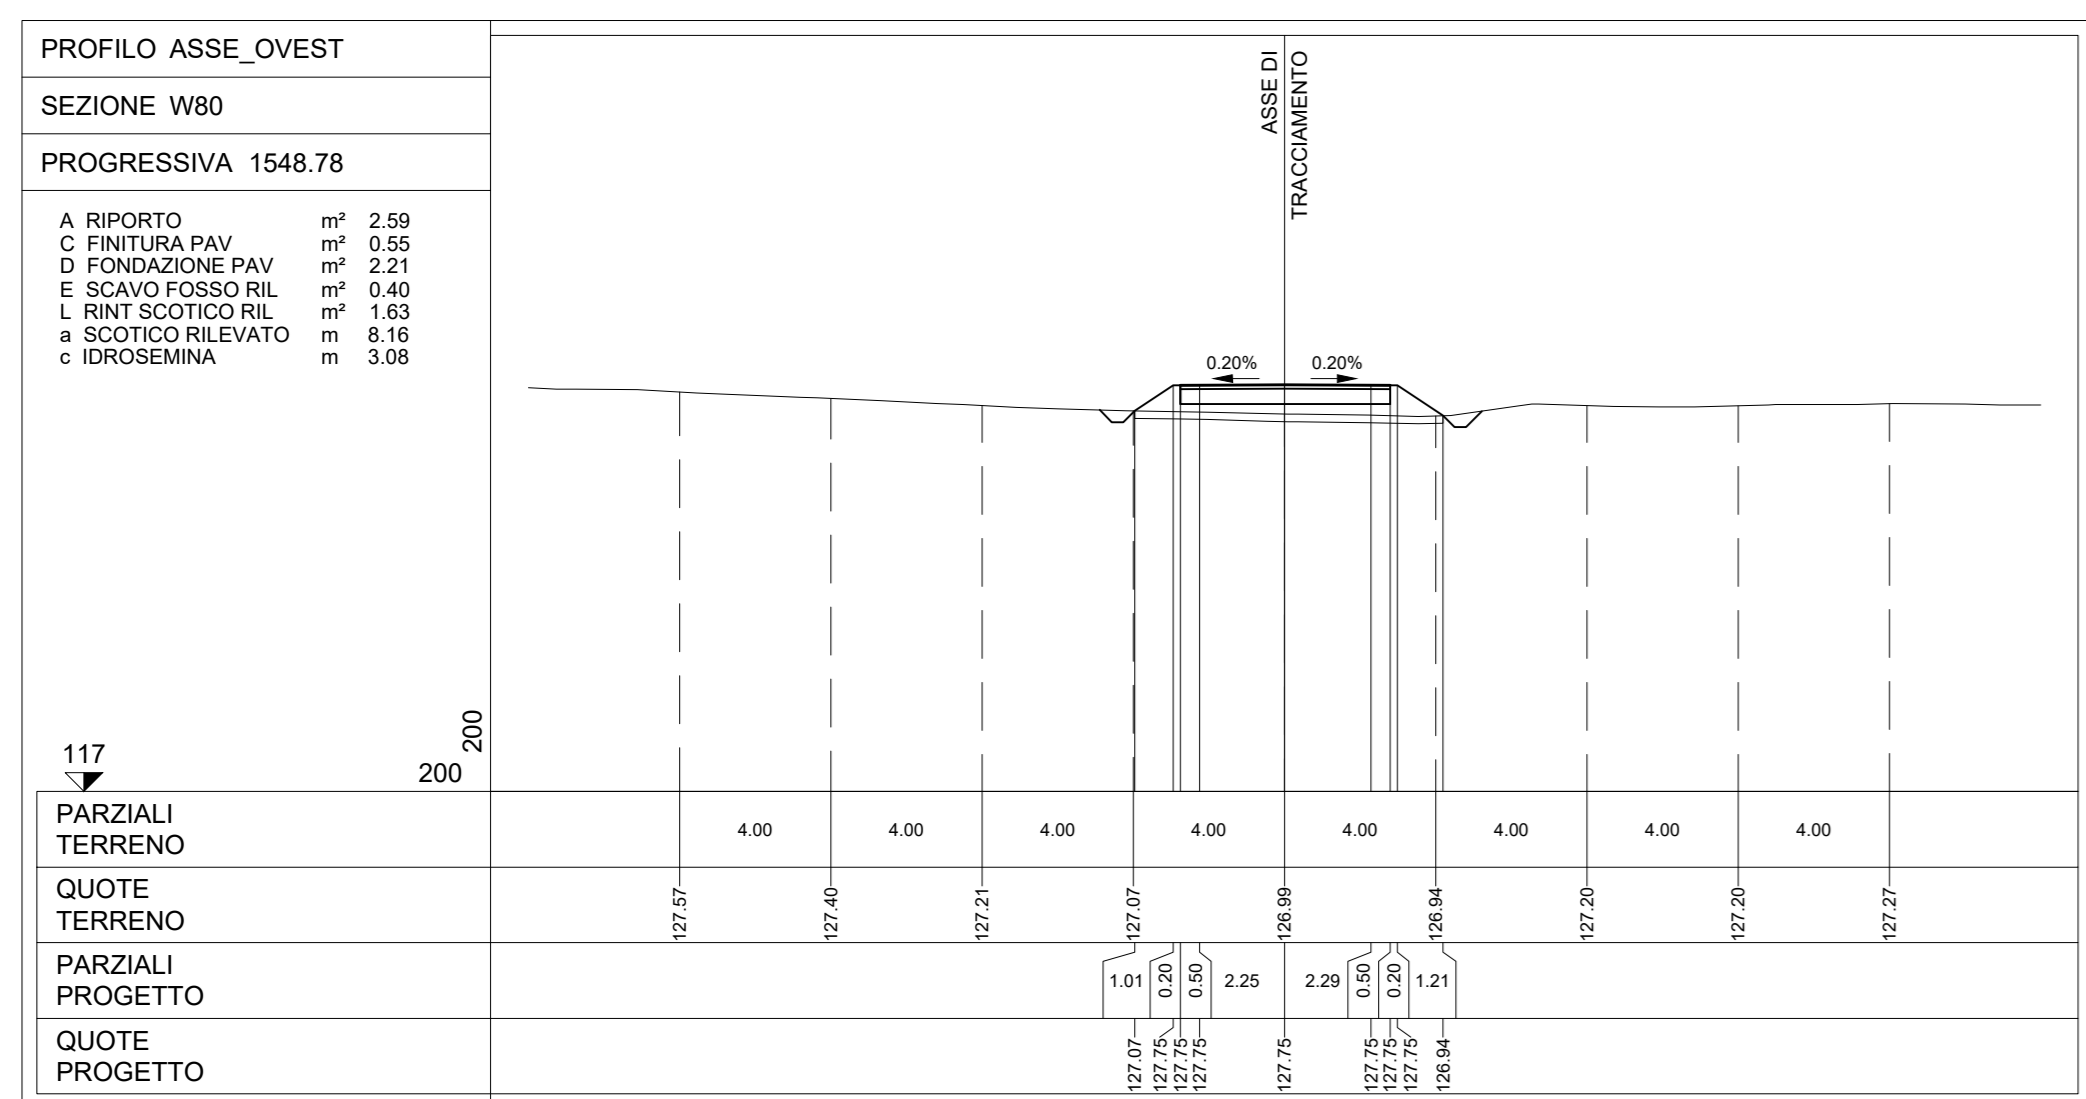 PROFILO ASSE_OVEST
SEZIONE W80
PROGRESSIVA 1548.78
A RIPORTO m² 2.59
C FINITURA PAV m² 0.55
D FONDAZIONE PAV m² 2.21
E SCAVO FOSSO RIL m² 0.40
L RINT SCOTICO RIL m² 1.63
a SCOTICO RILEVATO m 8.16
c IDROSEMINA m 3.08
ASSE DI
TRACCIAMENTO
0.20% 0.20%
117
200
200
PARZIALI
TERRENO
4.00 4.00 4.00 4.00 4.00 4.00 4.00 4.00
QUOTE
TERRENO
127.57 127.40 127.21 127.07 126.99 126.94 127.20 127.20 127.27
PARZIALI
PROGETTO
1.01 0.20 0.50 2.25 2.29 0.50 0.20 1.21
QUOTE
PROGETTO
127.07 127.75 127.75 127.75 127.75 127.75 127.75 127.75 126.94